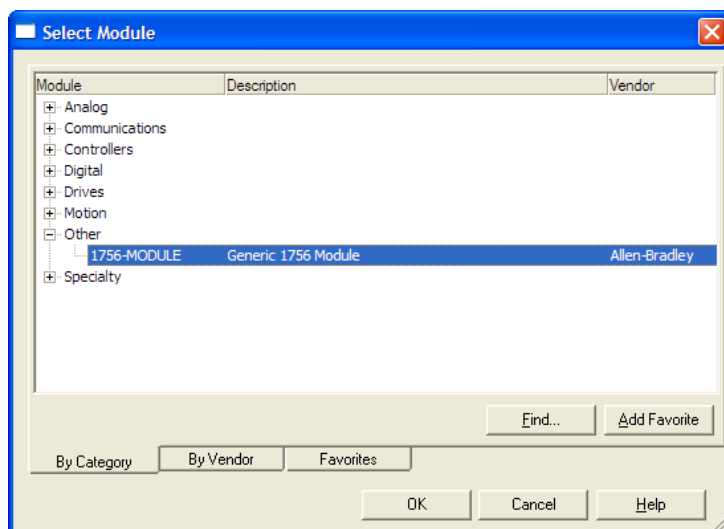 Select Module
Module Description Vendor
Analog
Communications
Controllers
Digital
Drives
Motion
Other
1756-MODULE Generic 1756 Module Allen-Bradley
Specialty
Find... Add Favorite
By Category By Vendor Favorites
OK Cancel Help